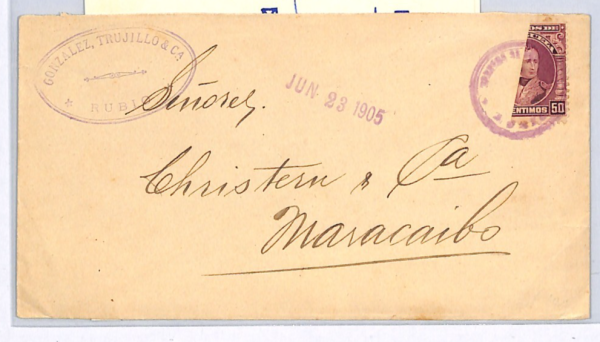 GONZALEZ, TRUJILLO & Ca
RUBIO
JUN 23 1905
CENTIMOS 50
Señores.
Christern & Ca
Maracaibo